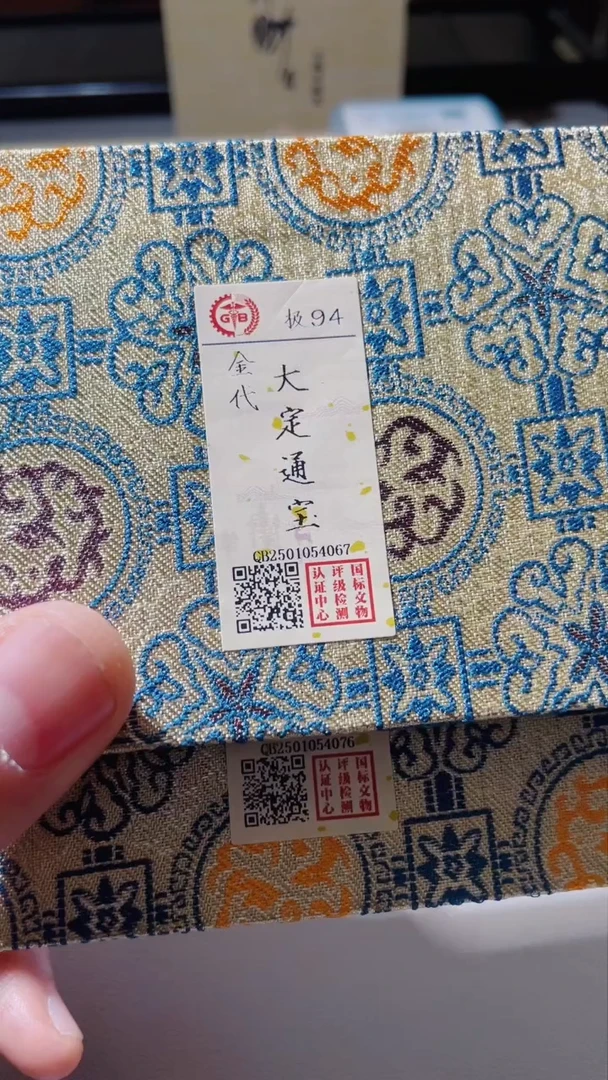 GB 极94
金代
大定通宝
GB2501054067
国标文物
评级检测
认证中心
GB2501054076
国标文物
评级检测
认证中心